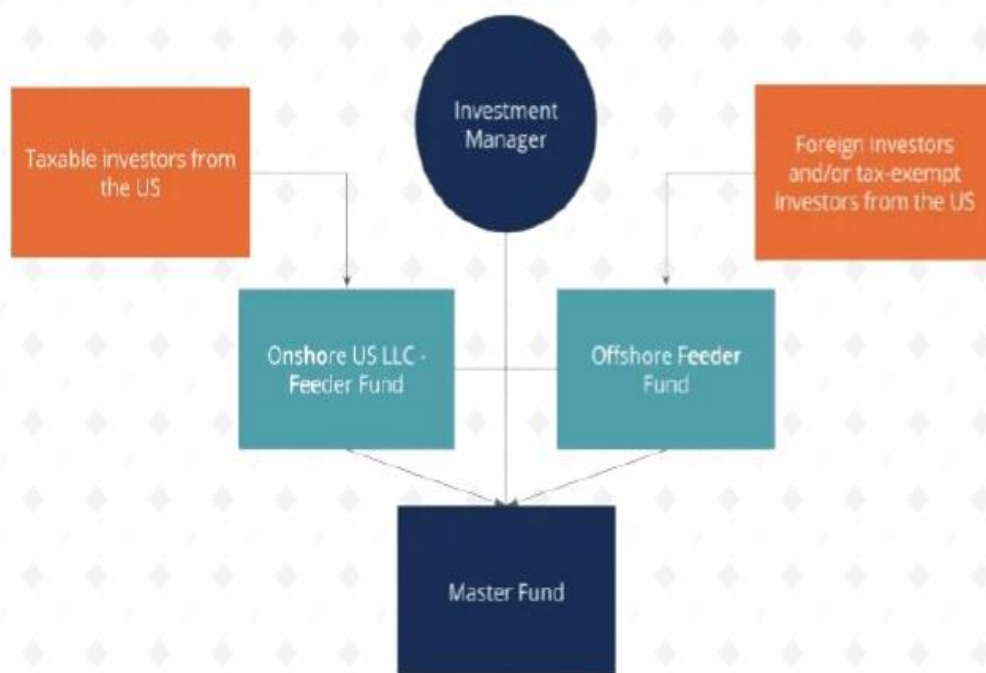 Investment
Manager
Taxable investors from
the US
Foreign investors
and/or tax-exempt
investors from the US
Onshore US LLC -
Feeder Fund
Offshore Feeder
Fund
Master Fund